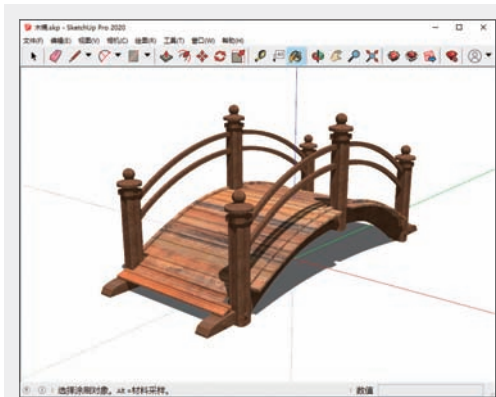 木桥.skp - SketchUp Pro 2020
文件(F) 编辑(E) 视图(V) 相机(C) 绘图(R) 工具(T) 窗口(W) 帮助(H)
选择涂刷对象。Alt =材料采样。
数值